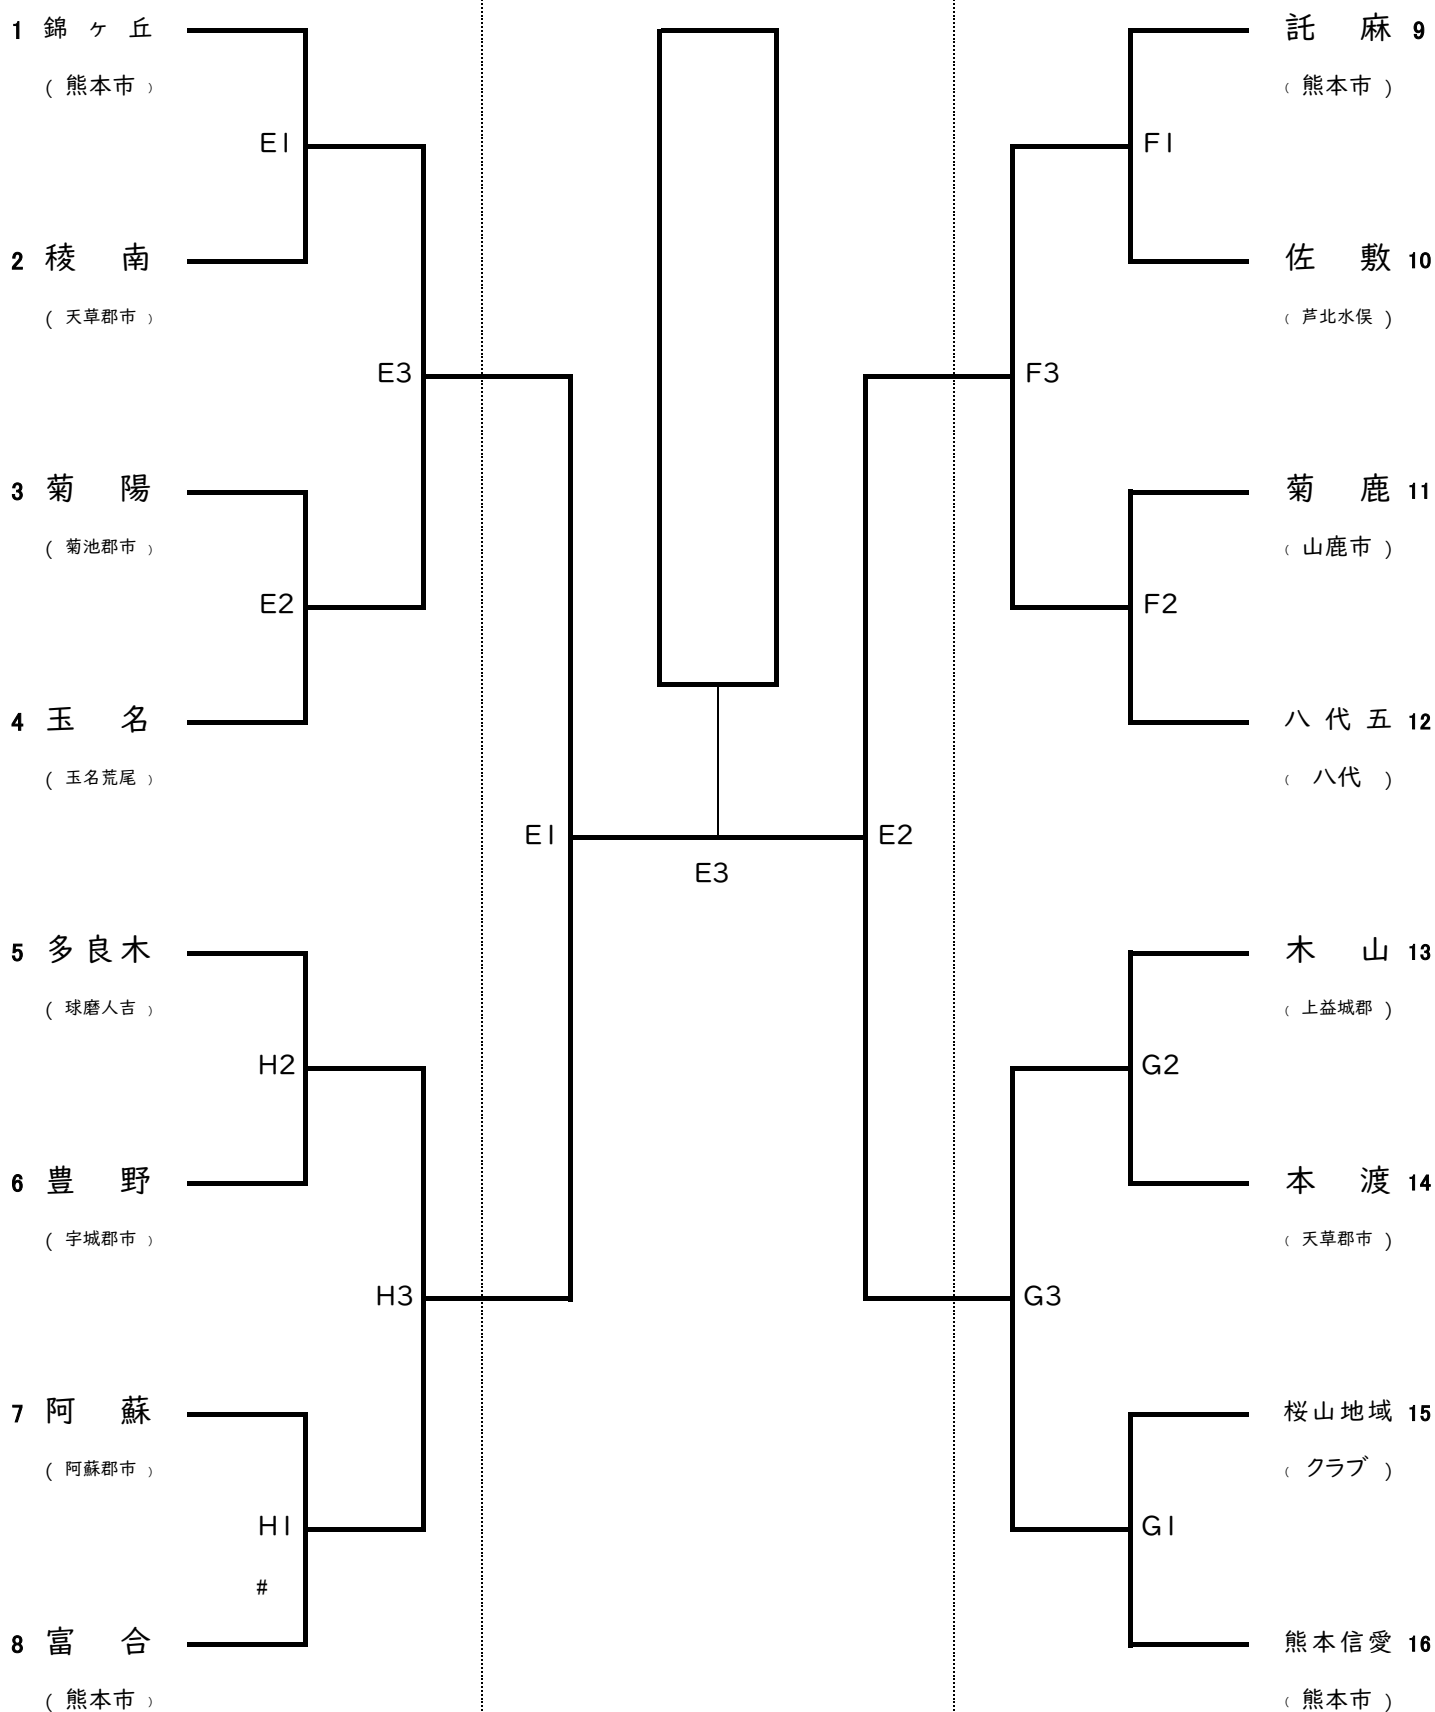 1 錦ヶ丘
( 熊本市 )
E1
2 稜南
( 天草郡市 )
E3
3 菊陽
( 菊池郡市 )
E2
4 玉名
( 玉名荒尾 )
E1
5 多良木
( 球磨人吉 )
H2
6 豊野
( 宇城郡市 )
H3
7 阿蘇
( 阿蘇郡市 )
H1
#
8 富合
( 熊本市 )
E3
託麻 9
( 熊本市 )
F1
佐敷 10
( 芦北水俣 )
F3
菊鹿 11
( 山鹿市 )
F2
八代五 12
( 八代 )
E2
木山 13
( 上益城郡 )
G2
本渡 14
( 天草郡市 )
G3
桜山地域 15
( クラブ )
G1
熊本信愛 16
( 熊本市 )